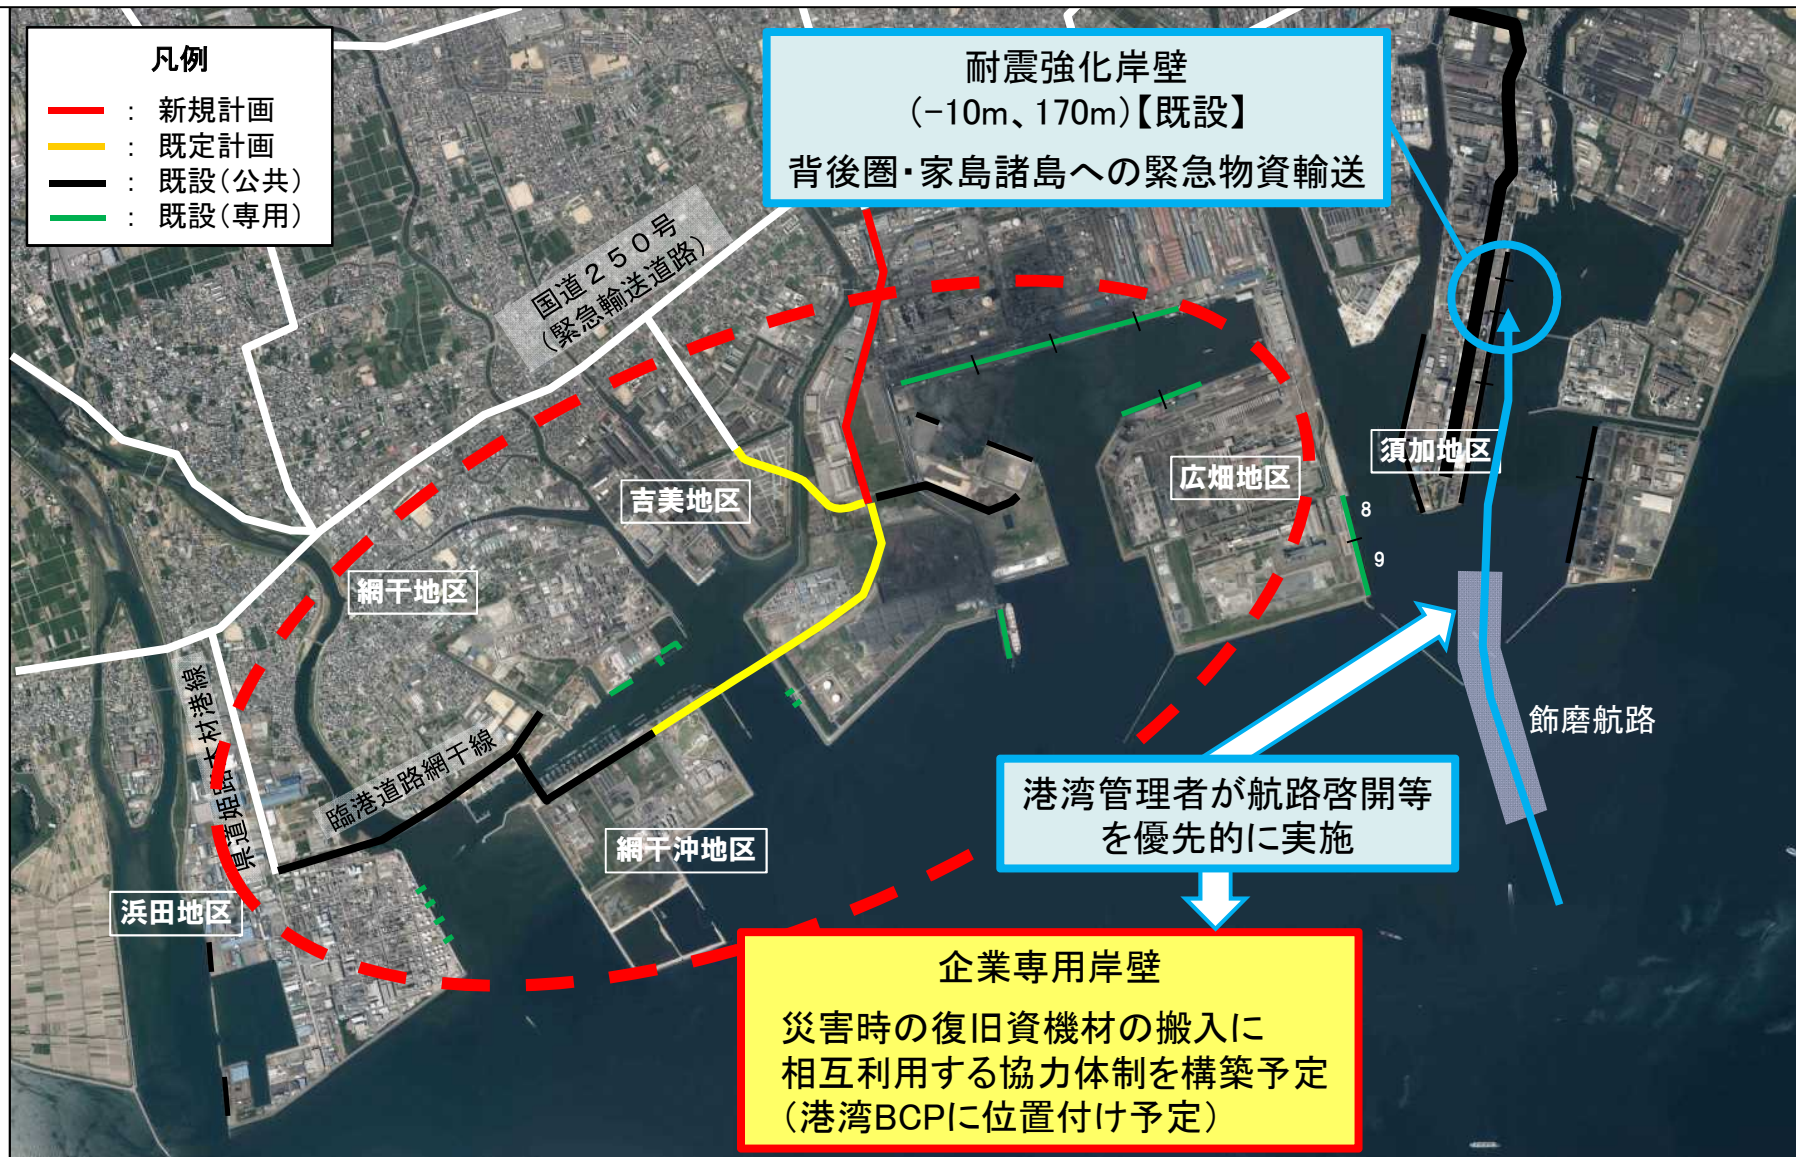 凡例
： 新規計画
： 既定計画
： 既設（公共）
： 既設（専用）
耐震強化岸壁
（-10m、170m）【既設】
背後圏・家島諸島への緊急物資輸送
国道２５０号
（緊急輸送道路）
吉美地区
広畑地区
須加地区
8
9
網干地区
県道姫路大材港線
臨港道路網干線
飾磨航路
港湾管理者が航路啓開等
を優先的に実施
網干沖地区
浜田地区
企業専用岸壁
災害時の復旧資機材の搬入に
相互利用する協力体制を構築予定
（港湾BCPに位置付け予定）